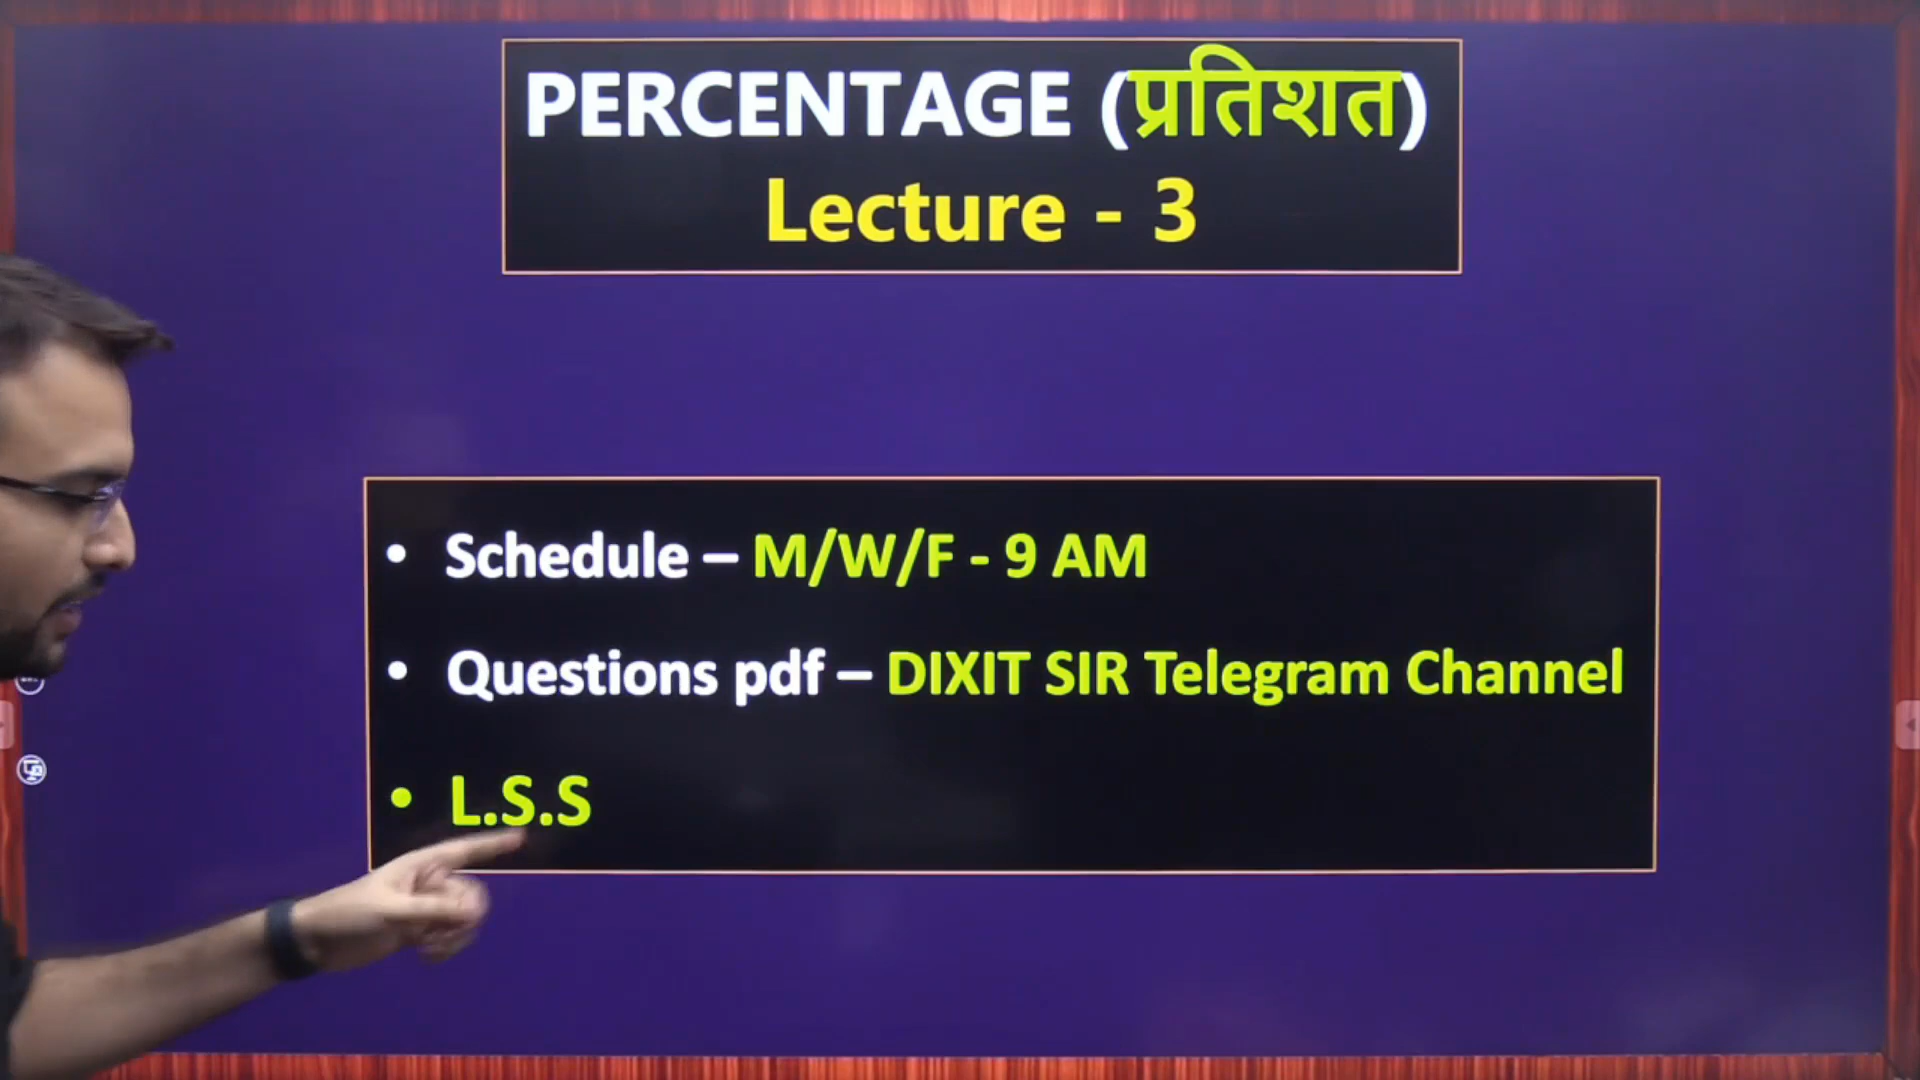 PERCENTAGE (प्रतिशत)
Lecture - 3
• Schedule – M/W/F - 9 AM
• Questions pdf – DIXIT SIR Telegram Channel
• L.S.S